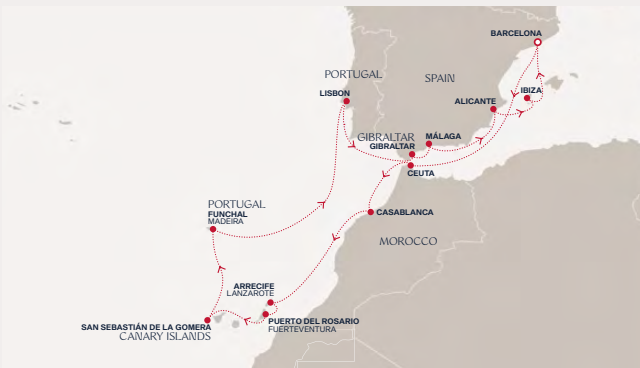 BARCELONA
PORTUGAL
SPAIN
LISBON
IBIZA
ALICANTE
GIBRALTAR
MÁLAGA
GIBRALTAR
CEUTA
PORTUGAL
FUNCHAL
MADEIRA
CASABLANCA
MOROCCO
ARRECIFE
LANZAROTE
PUERTO DEL ROSARIO
FUERTEVENTURA
SAN SEBASTIÁN DE LA GOMERA
CANARY ISLANDS